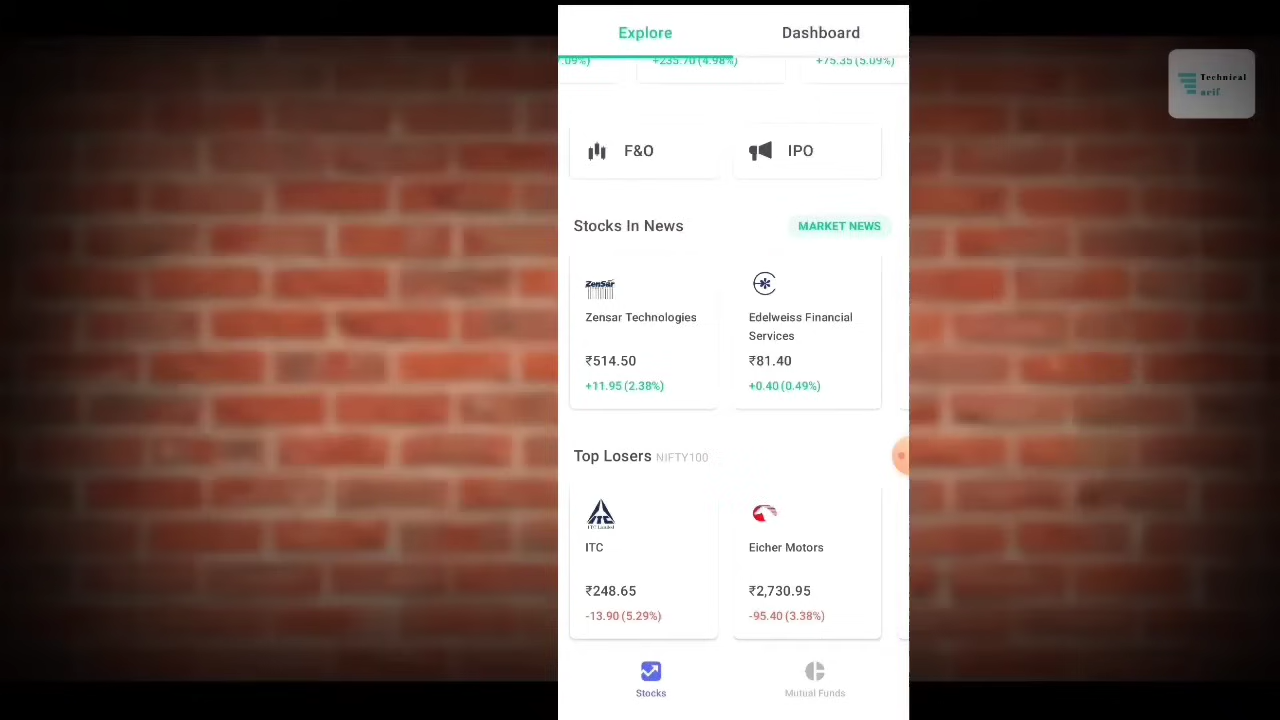 Explore
Dashboard
.09%)
+235.70 (4.98%)
+75.35 (5.09%)
Technical
arif
F&O
IPO
Stocks In News
MARKET NEWS
ZenSar
Zensar Technologies
₹514.50
+11.95 (2.38%)
Edelweiss Financial
Services
₹81.40
+0.40 (0.49%)
Top Losers NIFTY100
ITC
ITC Limited
ITC
₹248.65
-13.90 (5.29%)
Eicher Motors
₹2,730.95
-95.40 (3.38%)
Stocks
Mutual Funds